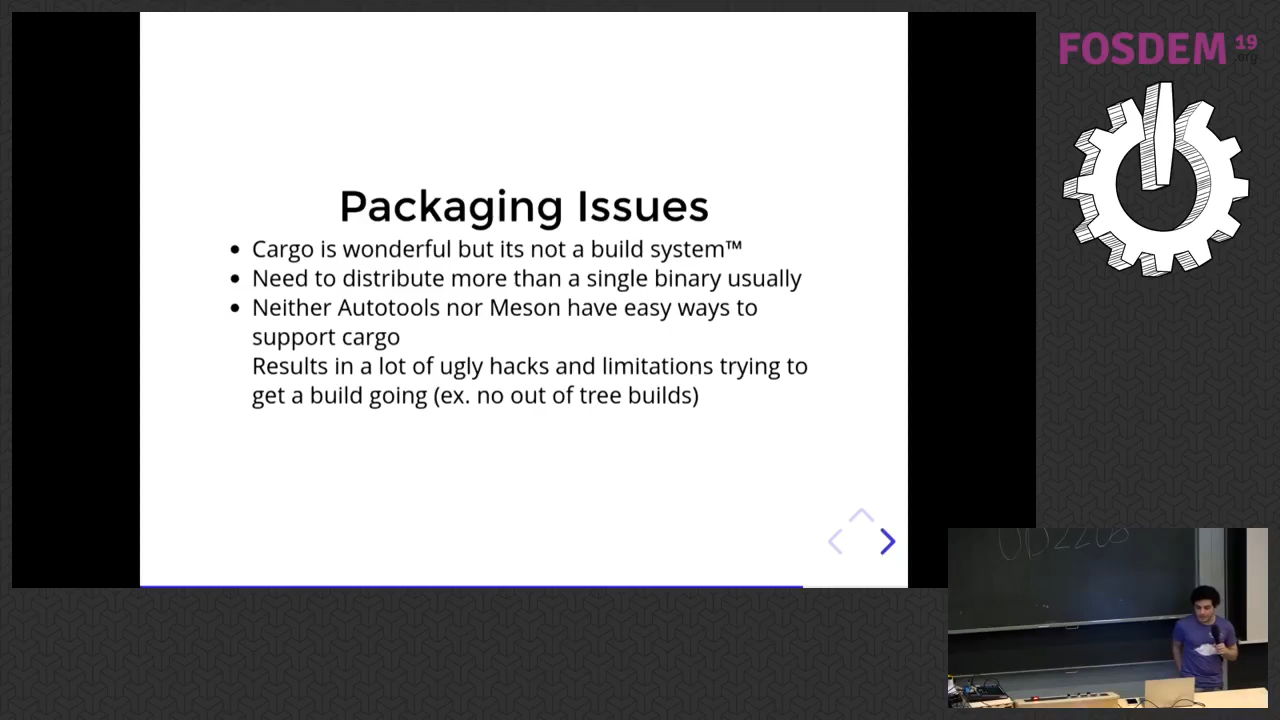 FOSDEM 19
.org
Packaging Issues
Cargo is wonderful but its not a build system™
Need to distribute more than a single binary usually
Neither Autotools nor Meson have easy ways to
support cargo
Results in a lot of ugly hacks and limitations trying to
get a build going (ex. no out of tree builds)